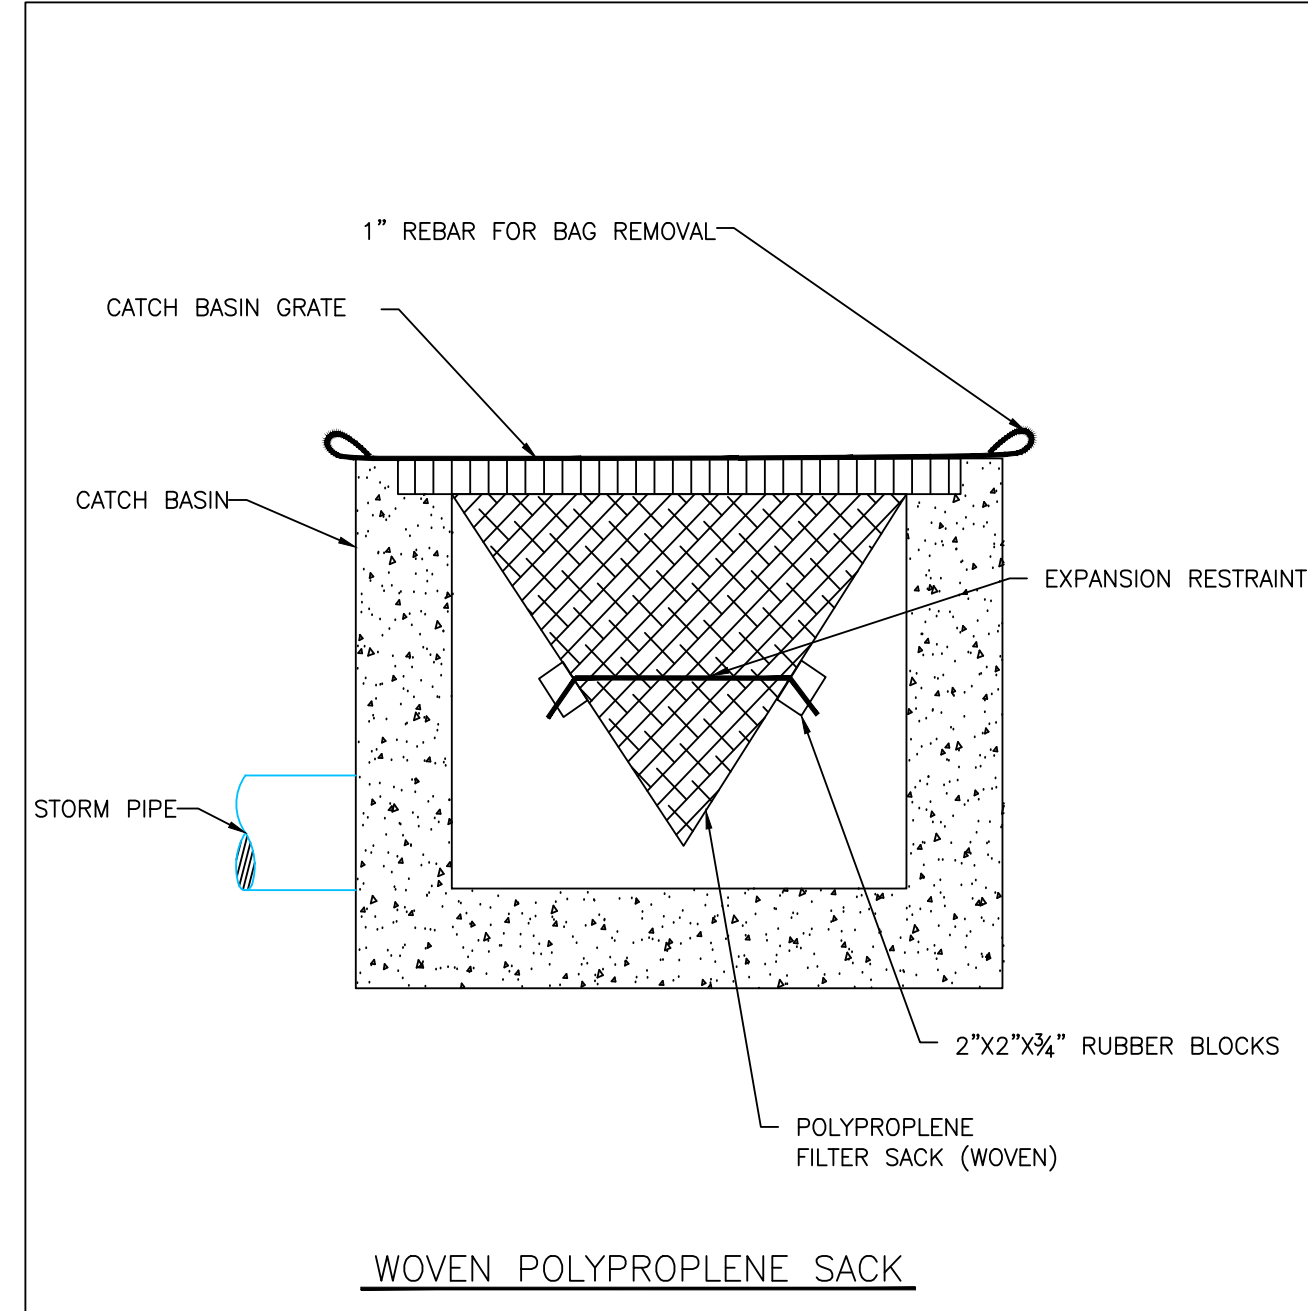 1” REBAR FOR BAG REMOVAL
CATCH BASIN GRATE
CATCH BASIN
EXPANSION RESTRAINT
STORM PIPE
2”X2”X¾” RUBBER BLOCKS
POLYPROPLENE
FILTER SACK (WOVEN)
WOVEN POLYPROPLENE SACK